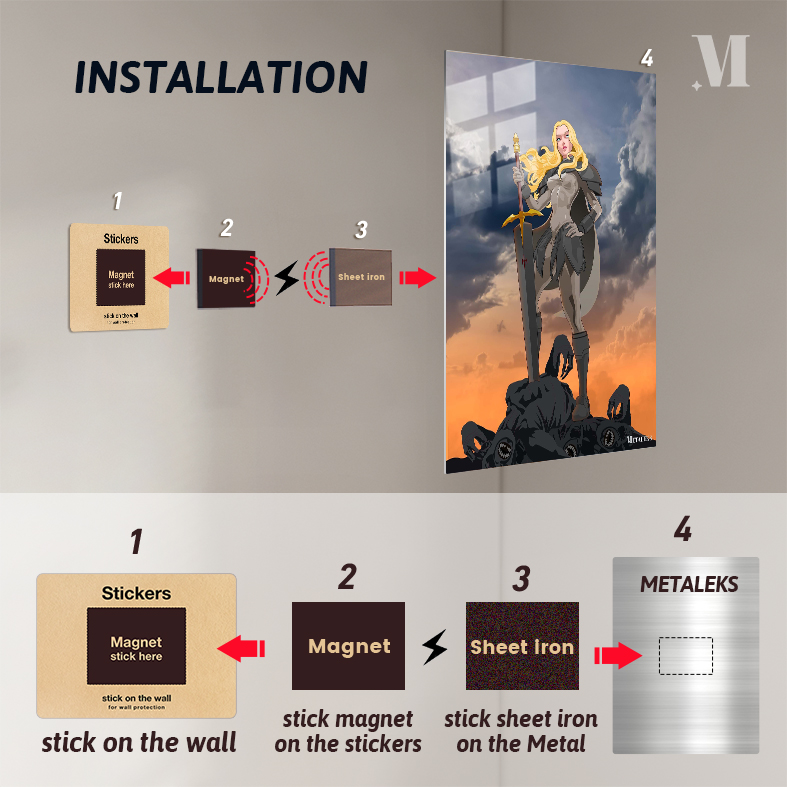 INSTALLATION
M
4
1
2
3
Stickers
Magnet
stick here
stick on the wall
for wall protection
Magnet
Sheet iron
METALEKS
1
2
3
4
Stickers
Magnet
stick here
stick on the wall
for wall protection
Magnet
Sheet iron
METALEKS
stick on the wall
stick magnet
on the stickers
stick sheet iron
on the Metal